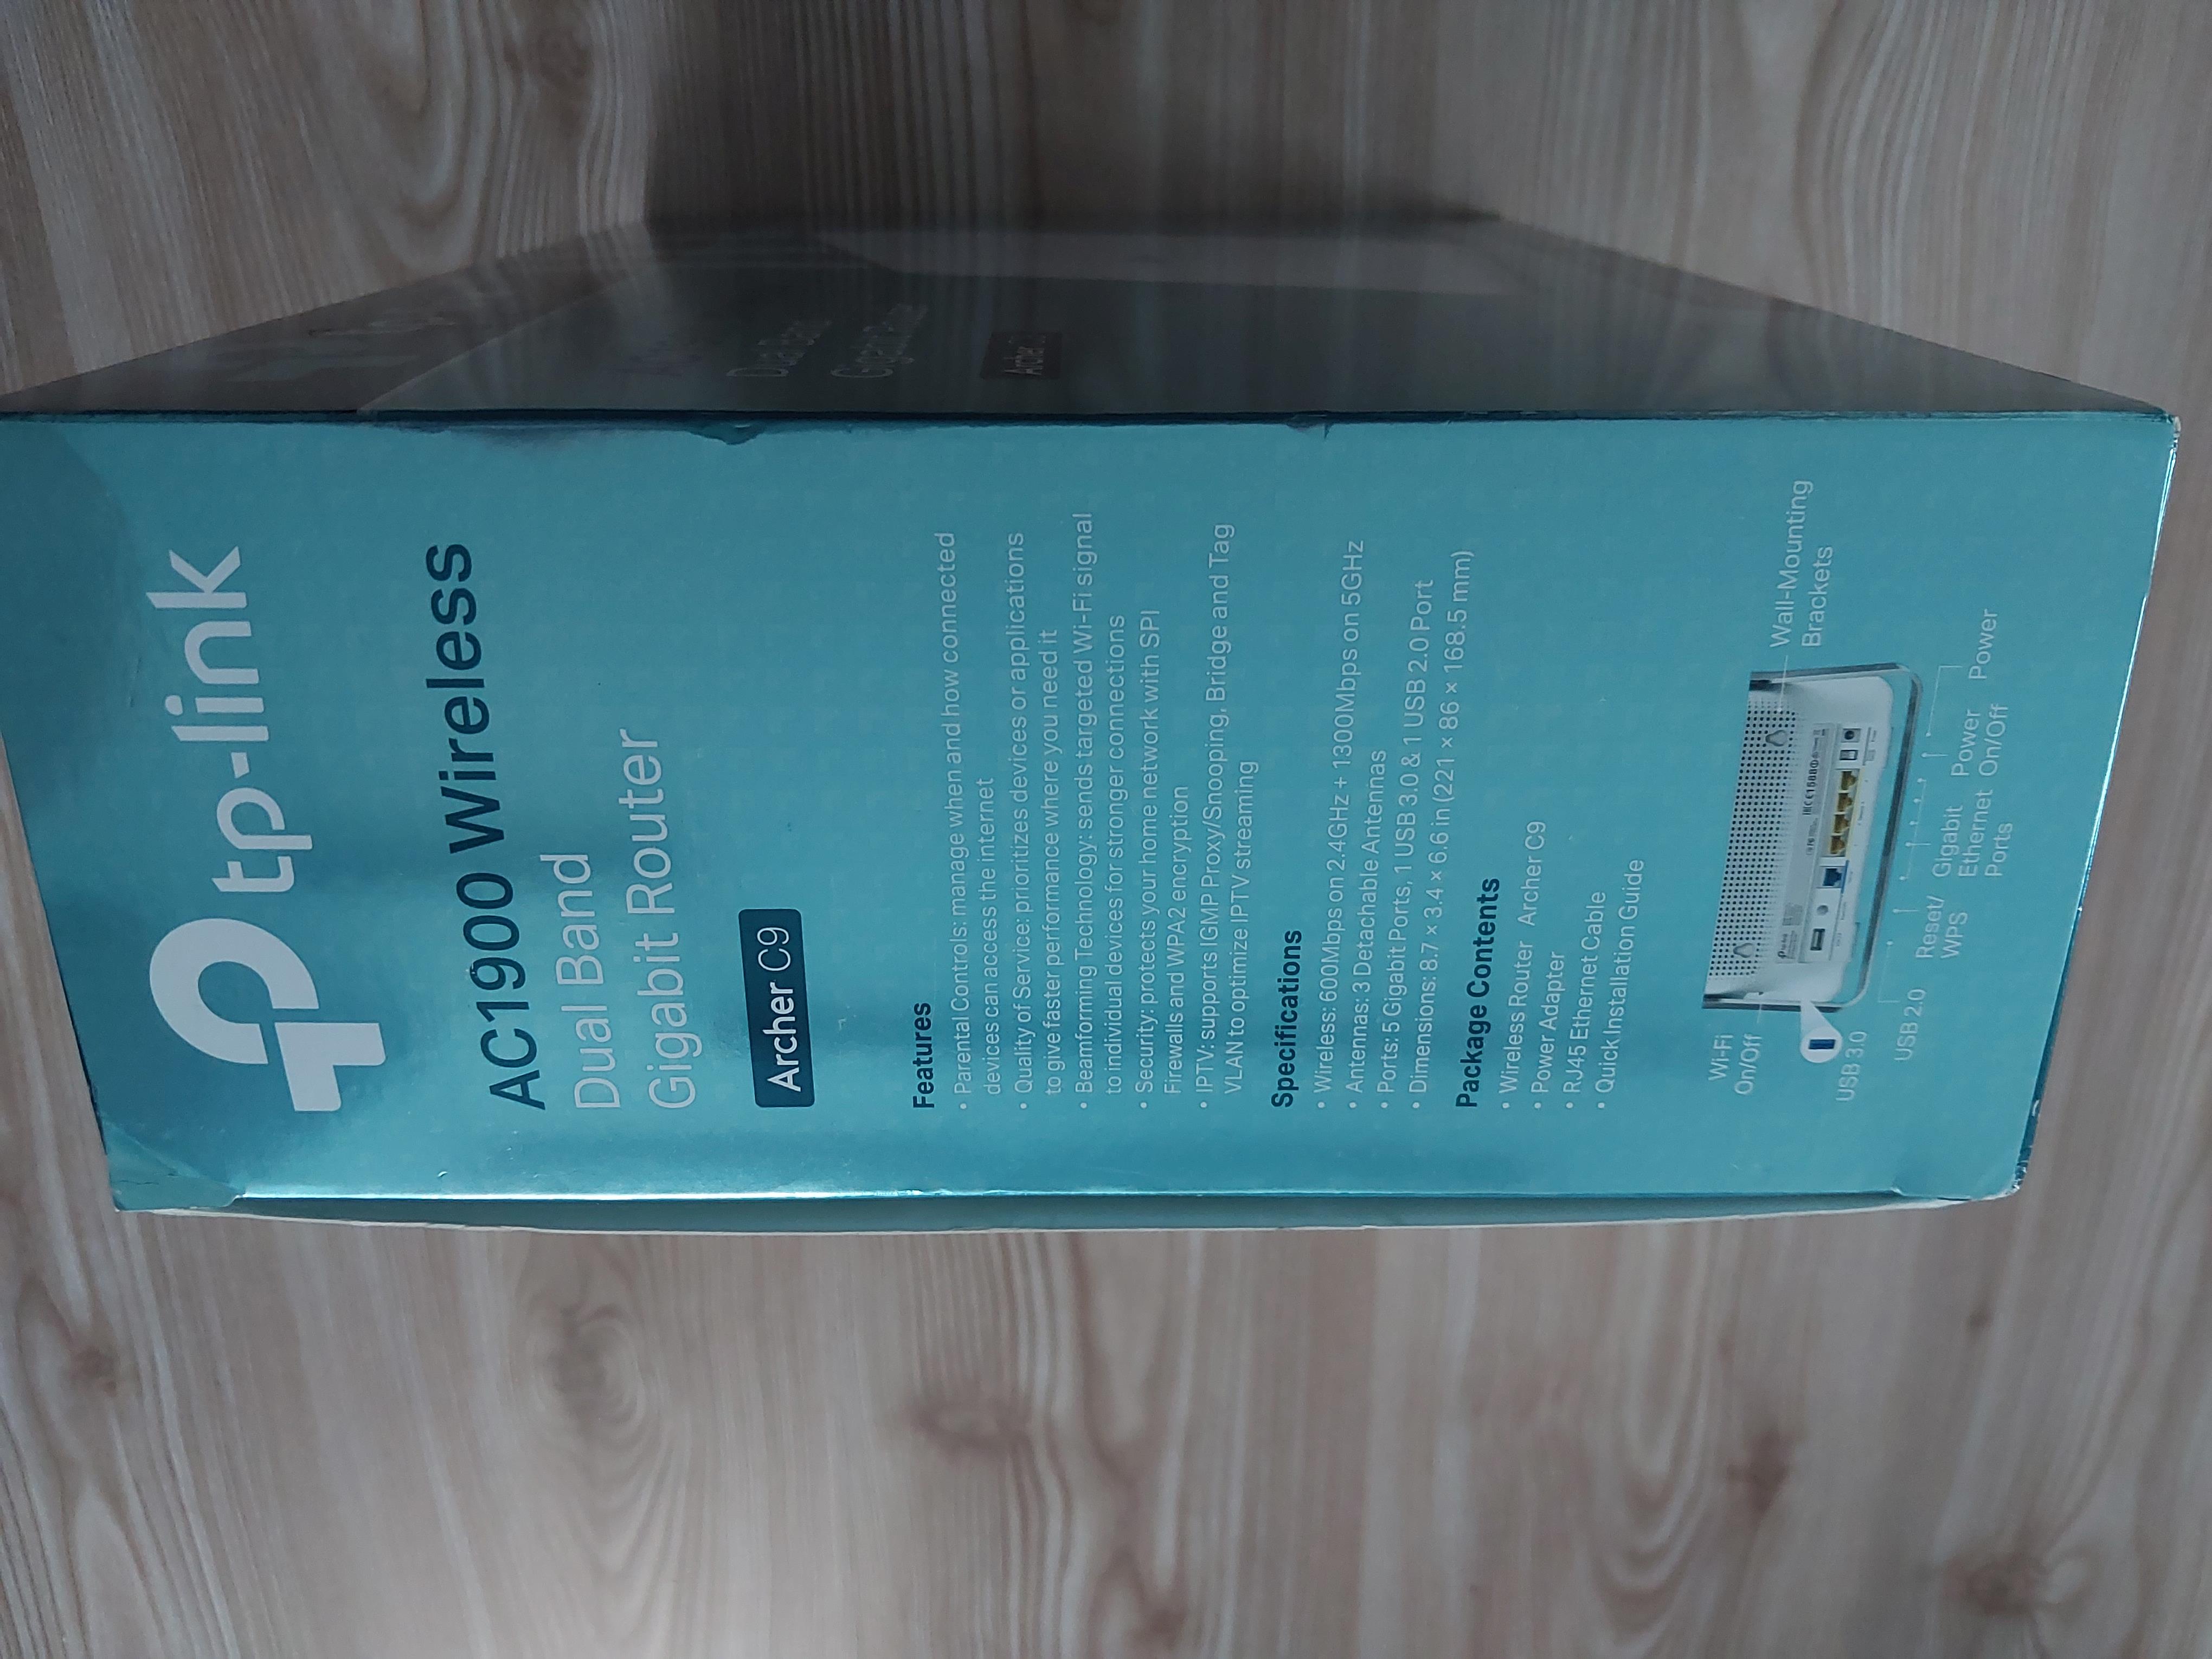 tp-link
AC1900 Wireless
Dual Band
Gigabit Router
Archer C9
Features
• Parental Controls: manage when and how connected
devices can access the internet
• Quality of Service: prioritizes devices or applications
to give faster performance where you need it
• Beamforming Technology: sends targeted Wi-Fi signal
to individual devices for stronger connections
• Security: protects your home network with SPI
Firewalls and WPA2 encryption
• IPTV: supports IGMP Proxy/Snooping, Bridge and Tag
VLAN to optimize IPTV streaming
Specifications
• Wireless: 600Mbps on 2.4GHz + 1300Mbps on 5GHz
• Antennas: 3 Detachable Antennas
• Ports: 5 Gigabit Ports, 1 USB 3.0 & 1 USB 2.0 Port
• Dimensions: 8.7 × 3.4 × 6.6 in (221 × 86 × 168.5 mm)
Package Contents
• Wireless Router Archer C9
• Power Adapter
• RJ45 Ethernet Cable
• Quick Installation Guide
Wi-Fi
On/Off
Wall-Mounting
Brackets
USB 3.0
USB 2.0
Reset/
WPS
Gigabit
Ethernet
Ports
Power
On/Off
Power
Dual Band
Gigabit Router
Archer